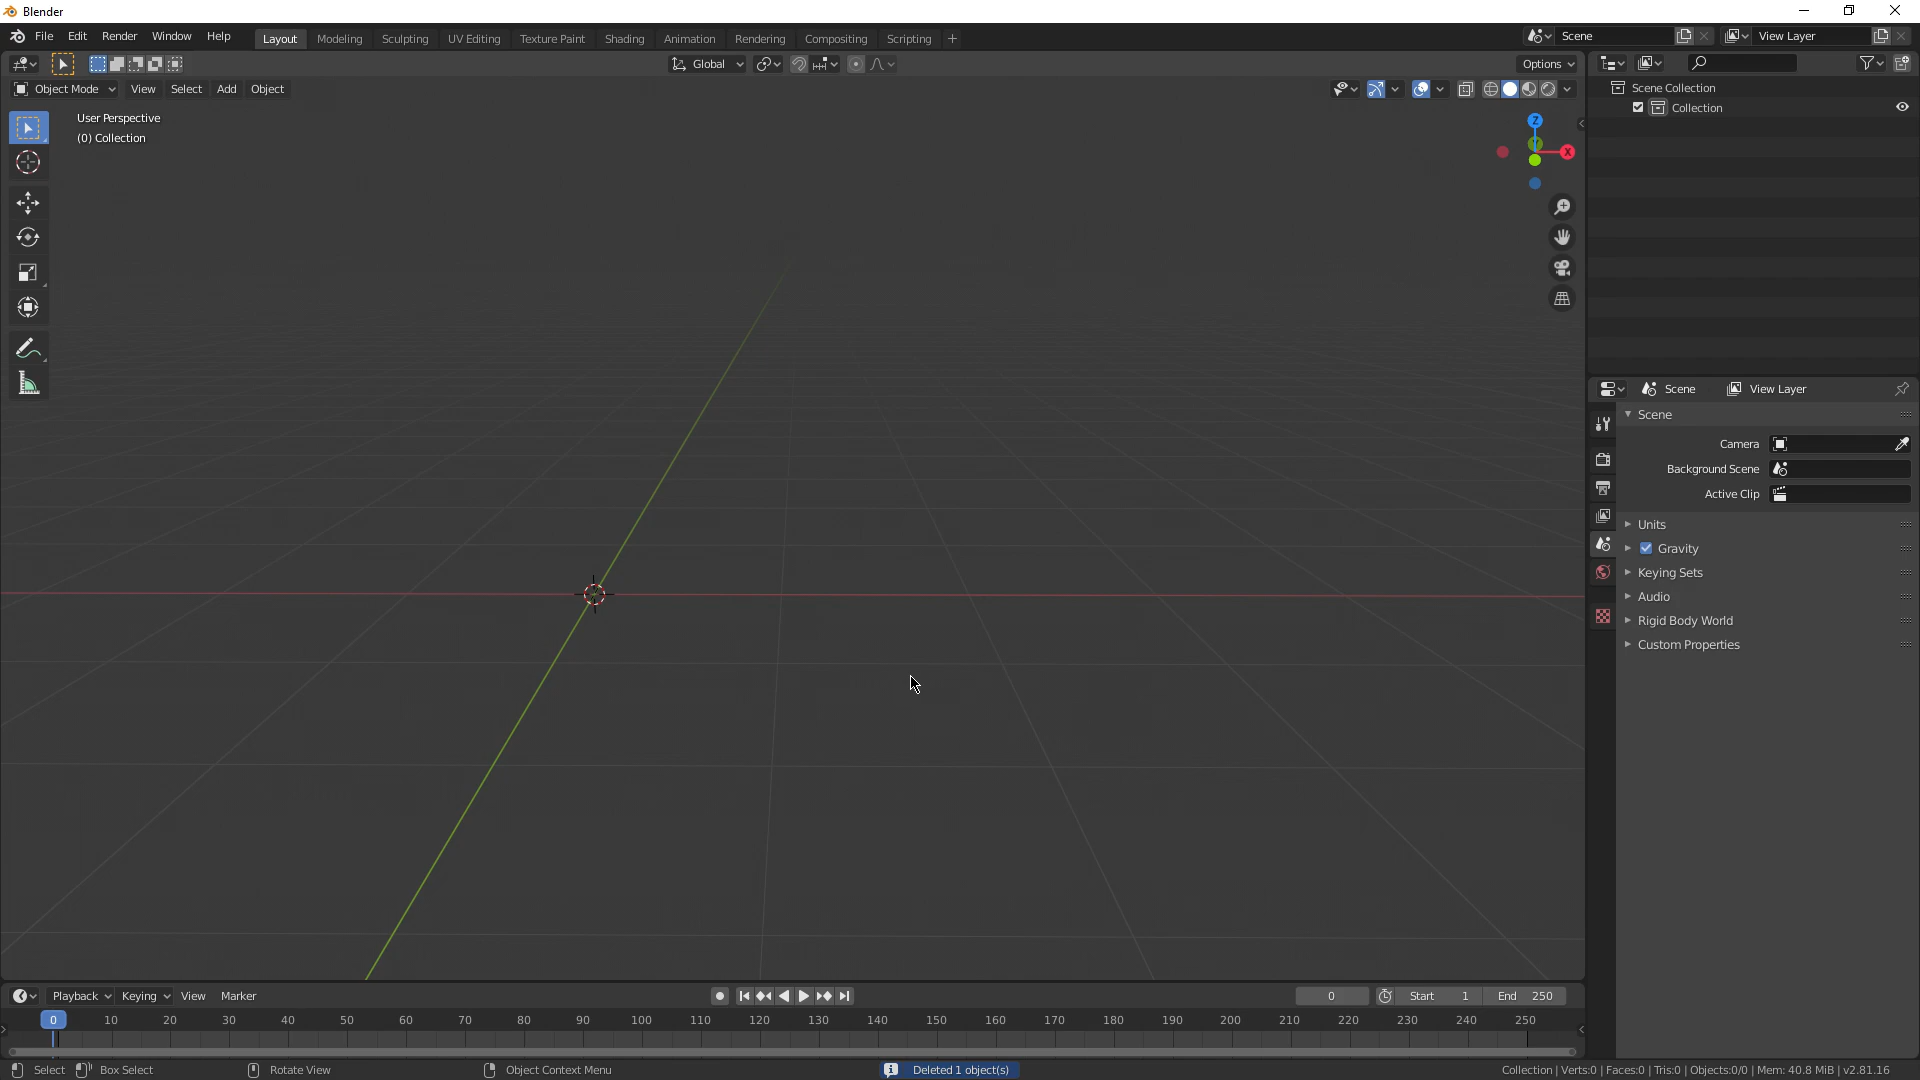 Blender
File Edit Render Window Help Layout Modeling Sculpting UV Editing Texture Paint Shading Animation Rendering Compositing Scripting + Scene View Layer
Global Options
Object Mode View Select Add Object
Scene Collection
Collection
User Perspective
(0) Collection
Z
Y
X
Scene View Layer
Scene
Camera
Background Scene
Active Clip
Units
Gravity
Keying Sets
Audio
Rigid Body World
Custom Properties
Playback Keying View Marker 0 Start 1 End 250
0 10 20 30 40 50 60 70 80 90 100 110 120 130 140 150 160 170 180 190 200 210 220 230 240 250
Select Box Select Rotate View Object Context Menu Deleted 1 object(s) Collection | Verts:0 | Faces:0 | Tris:0 | Objects:0/0 | Mem: 40.8 MiB | v2.81.16